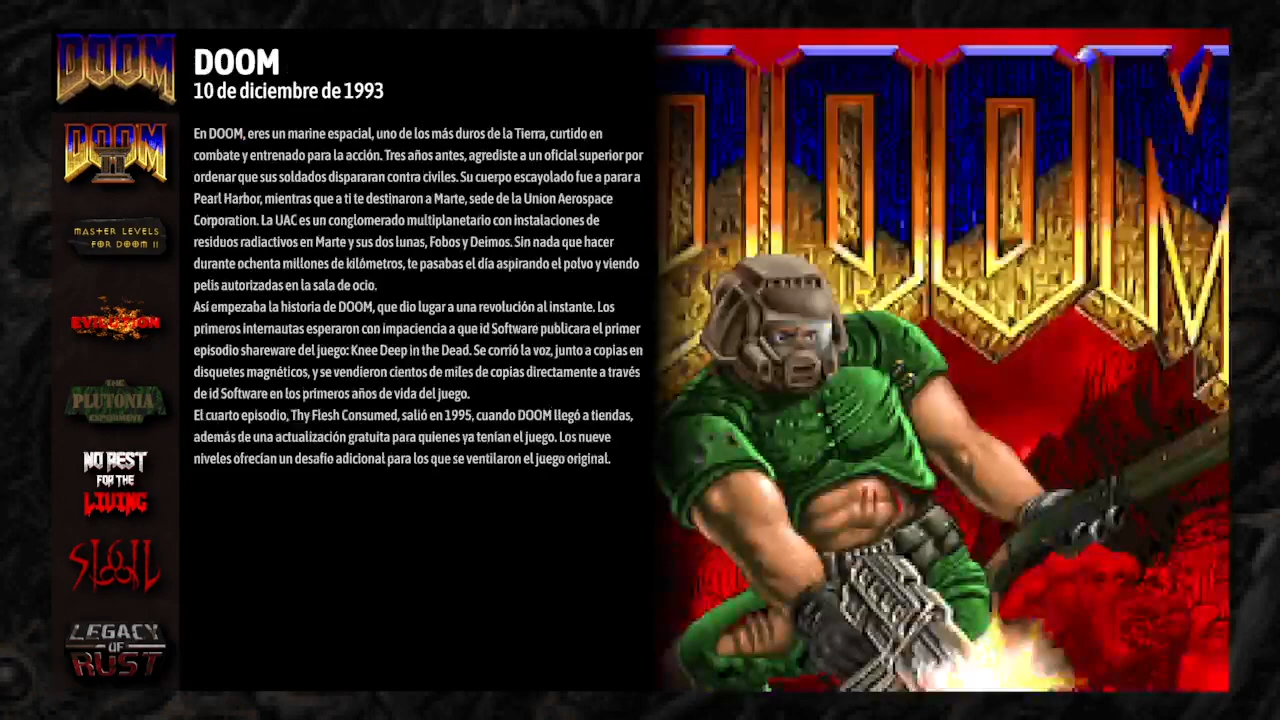 DOOM
DOOM
II
MASTER LEVELS
FOR DOOM II
EVILUTION
THE
PLUTONIA
EXPERIMENT
NO REST
FOR THE
LIVING
SIGIL
LEGACY
OF
RUST
DOOM
10 de diciembre de 1993
En DOOM, eres un marine espacial, uno de los más duros de la Tierra, curtido en
combate y entrenado para la acción. Tres años antes, agrediste a un oficial superior por
ordenar que sus soldados dispararan contra civiles. Su cuerpo escayolado fue a parar a
Pearl Harbor, mientras que a ti te destinaron a Marte, sede de la Union Aerospace
Corporation. La UAC es un conglomerado multiplanetario con instalaciones de
residuos radiactivos en Marte y sus dos lunas, Fobos y Deimos. Sin nada que hacer
durante ochenta millones de kilómetros, te pasabas el día aspirando el polvo y viendo
pelis autorizadas en la sala de ocio.
Así empezaba la historia de DOOM, que dio lugar a una revolución al instante. Los
primeros internautas esperaron con impaciencia a que id Software publicara el primer
episodio shareware del juego: Knee Deep in the Dead. Se corrió la voz, junto a copias en
disquetes magnéticos, y se vendieron cientos de miles de copias directamente a través
de id Software en los primeros años de vida del juego.
El cuarto episodio, Thy Flesh Consumed, salió en 1995, cuando DOOM llegó a tiendas,
además de una actualización gratuita para quienes ya tenían el juego. Los nueve
niveles ofrecían un desafío adicional para los que se ventilaron el juego original.
DOOM